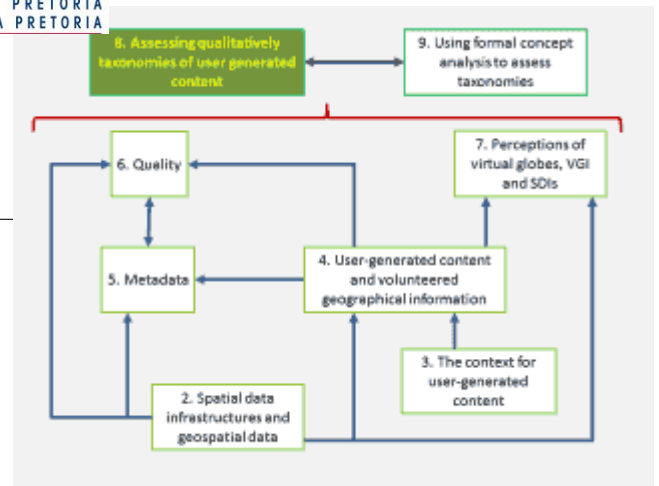 PRETORIA
A PRETORIA
8. Assessing qualitatively
taxonomies of user generated
content
9. Using formal concept
analysis to assess
taxonomies
6. Quality
7. Perceptions of
virtual globes, VGI
and SDIs
5. Metadata
4. User-generated content
and volunteered
geographical information
3. The context for
user-generated
content
2. Spatial data
infrastructures and
geospatial data